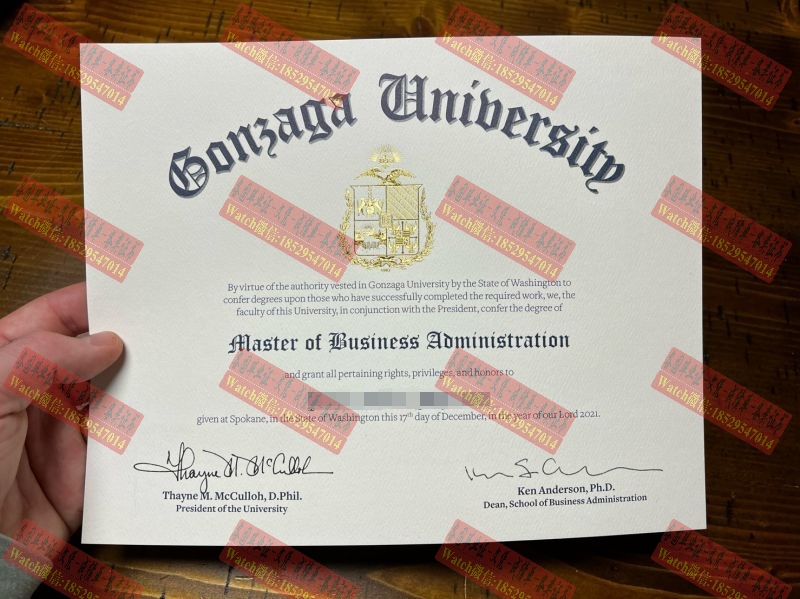 Gonzaga University
By virtue of the authority vested in Gonzaga University by the State of Washington to
confer degrees upon those who have successfully completed the required work, we, the
faculty of this University, in conjunction with the President, confer the degree of
Master of Business Administration
and grant all pertaining rights, privileges, and honors to
given at Spokane, in the State of Washington this 17th day of December, in the year of our Lord 2021.
Thayne M. McCulloh
Thayne M. McCulloh, D.Phil.
President of the University
Ken Anderson, Ph.D.
Dean, School of Business Administration
Watch微信:18529547014